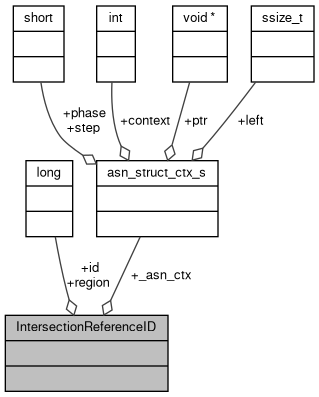 short
int
void *
ssize_t
+phase
+step
+context
+ptr
+left
long
asn_struct_ctx_s
+id
+region
+_asn_ctx
IntersectionReferenceID